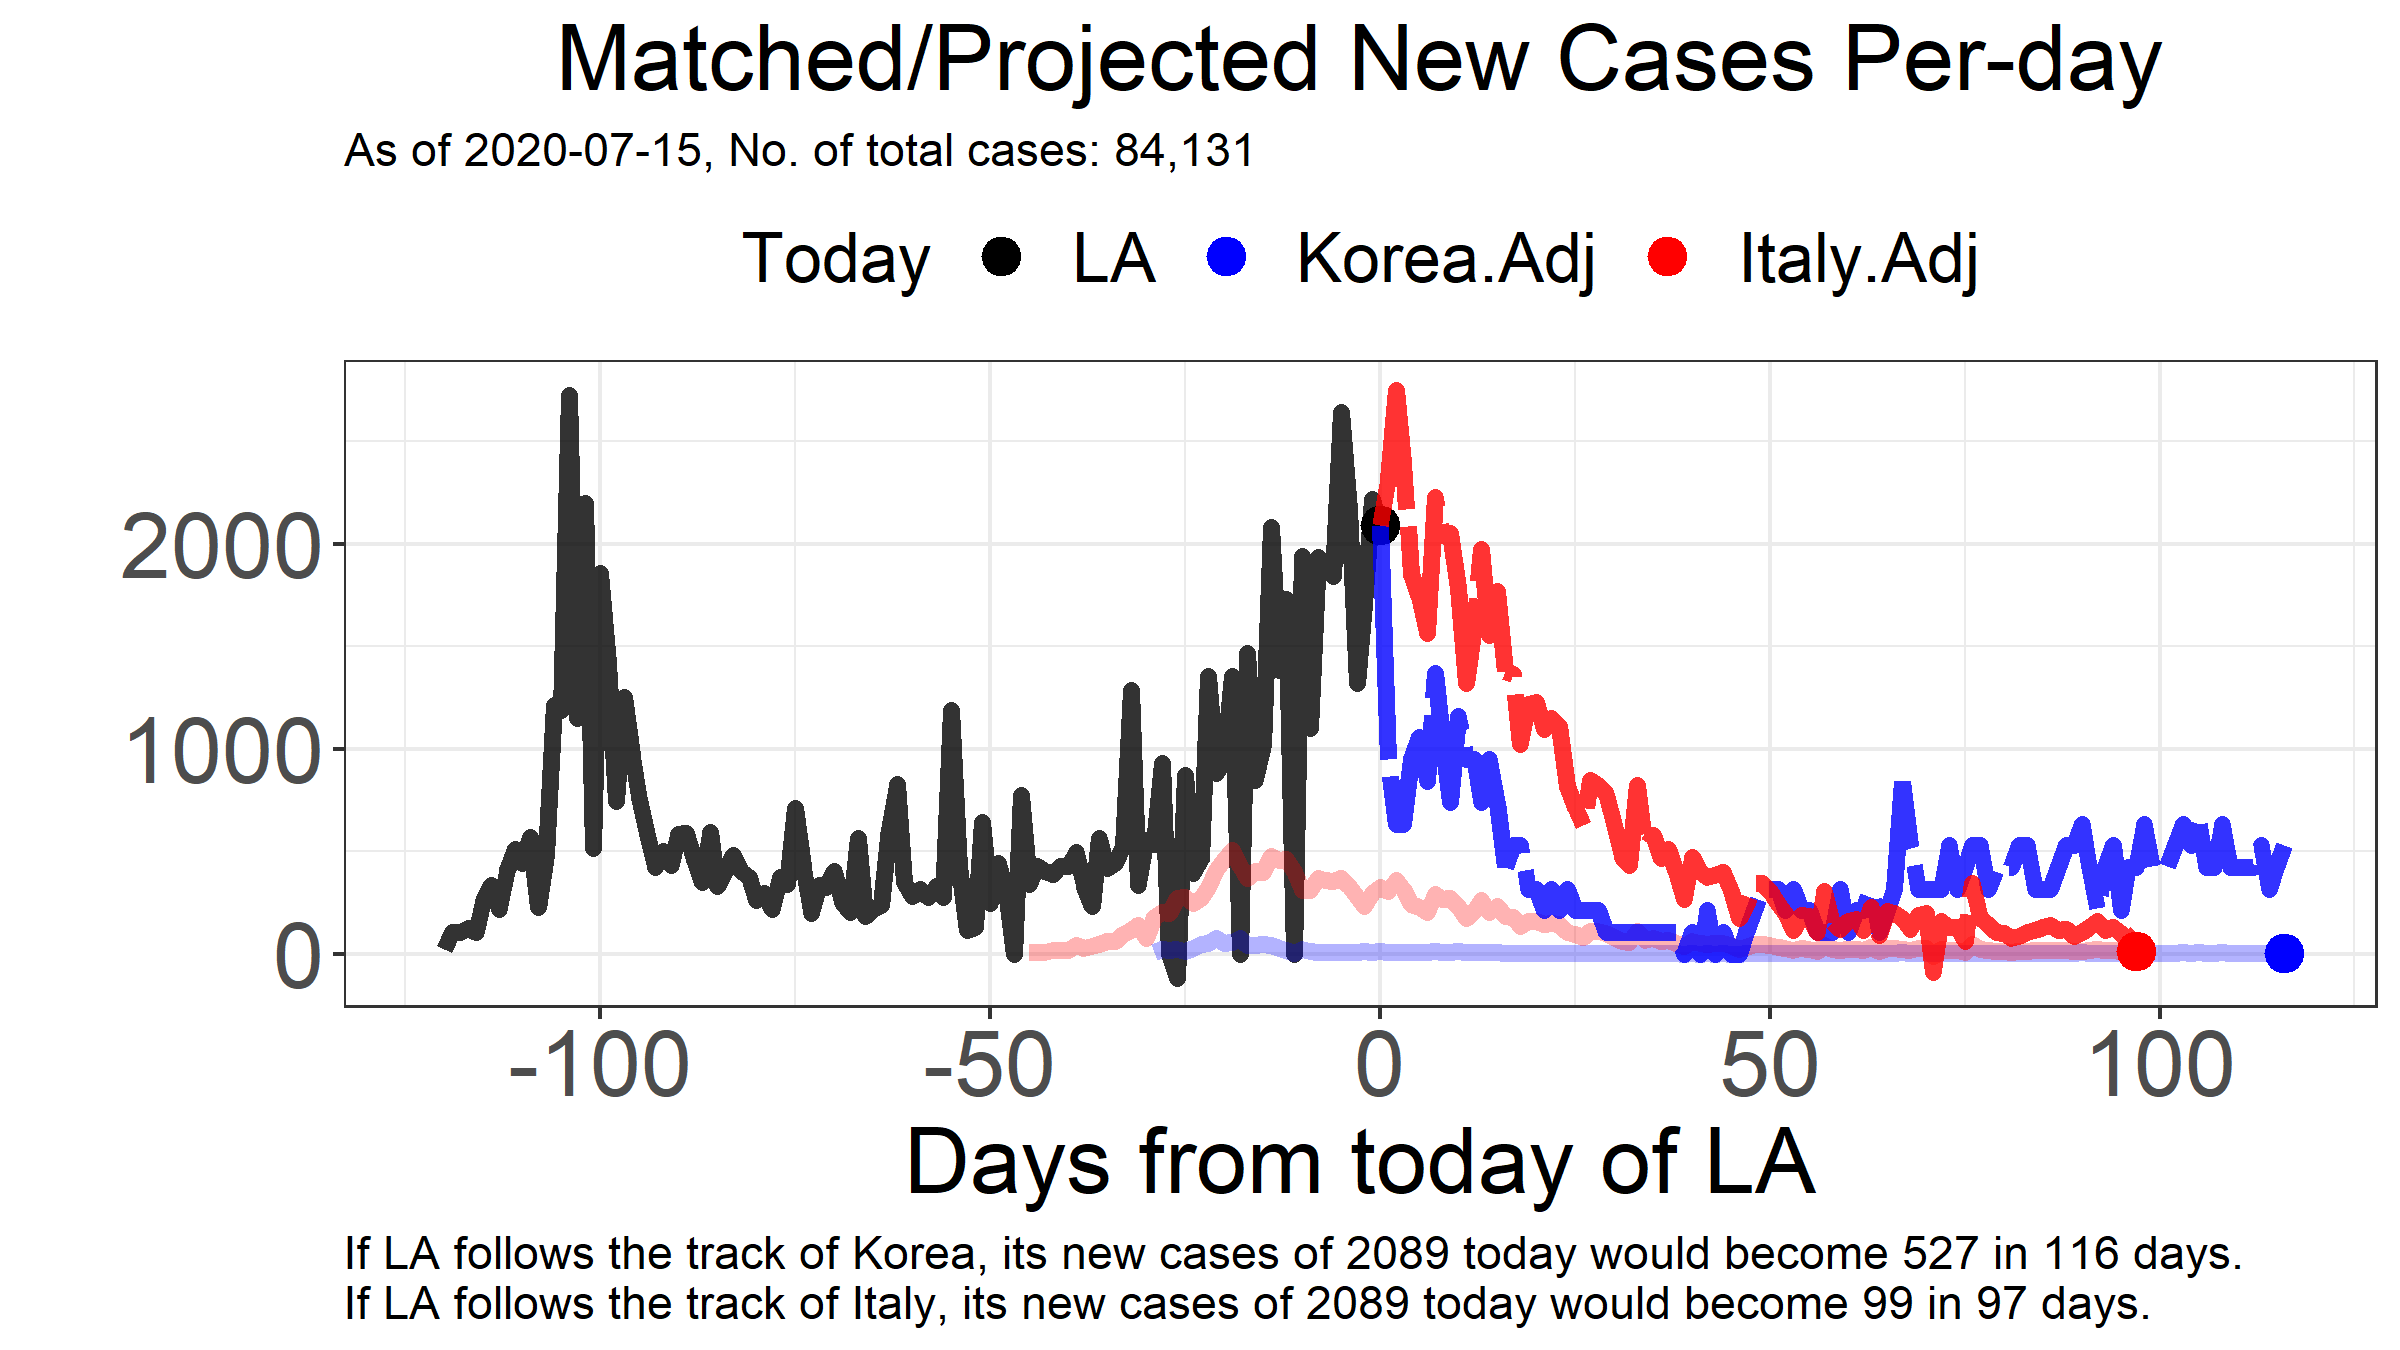 Matched/Projected New Cases Per-day
As of 2020-07-15, No. of total cases: 84,131
Today LA Korea.Adj Italy.Adj
2000
1000
0
-100 -50 0 50 100
Days from today of LA
If LA follows the track of Korea, its new cases of 2089 today would become 527 in 116 days.
If LA follows the track of Italy, its new cases of 2089 today would become 99 in 97 days.